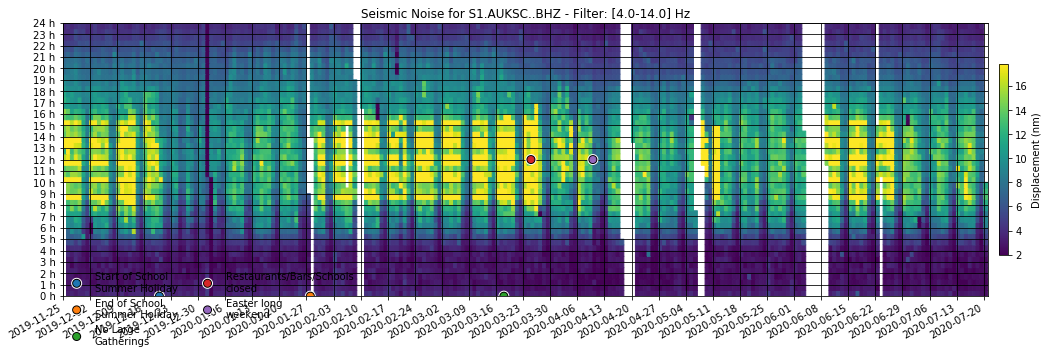 Seismic Noise for S1.AUKSC..BHZ - Filter: [4.0-14.0] Hz
24 h
23 h
22 h
21 h
20 h
19 h
18 h
17 h
16 h
15 h
14 h
13 h
12 h
11 h
10 h
9 h
8 h
7 h
6 h
5 h
4 h
3 h
2 h
1 h
0 h
16
14
12
10
8
6
4
2
Displacement (nm)
Start of School
Summer Holiday
End of School
Summer Holiday
No Large
Gatherings
Restaurants/Bars/Schools
closed
Easter long
weekend
2019-11-25
2020-01-27
2020-02-03
2020-02-10
2020-02-17
2020-02-24
2020-03-02
2020-03-09
2020-03-16
2020-03-23
2020-03-30
2020-04-06
2020-04-13
2020-04-20
2020-04-27
2020-05-04
2020-05-11
2020-05-18
2020-05-25
2020-06-01
2020-06-08
2020-06-15
2020-06-22
2020-06-29
2020-07-06
2020-07-13
2020-07-20